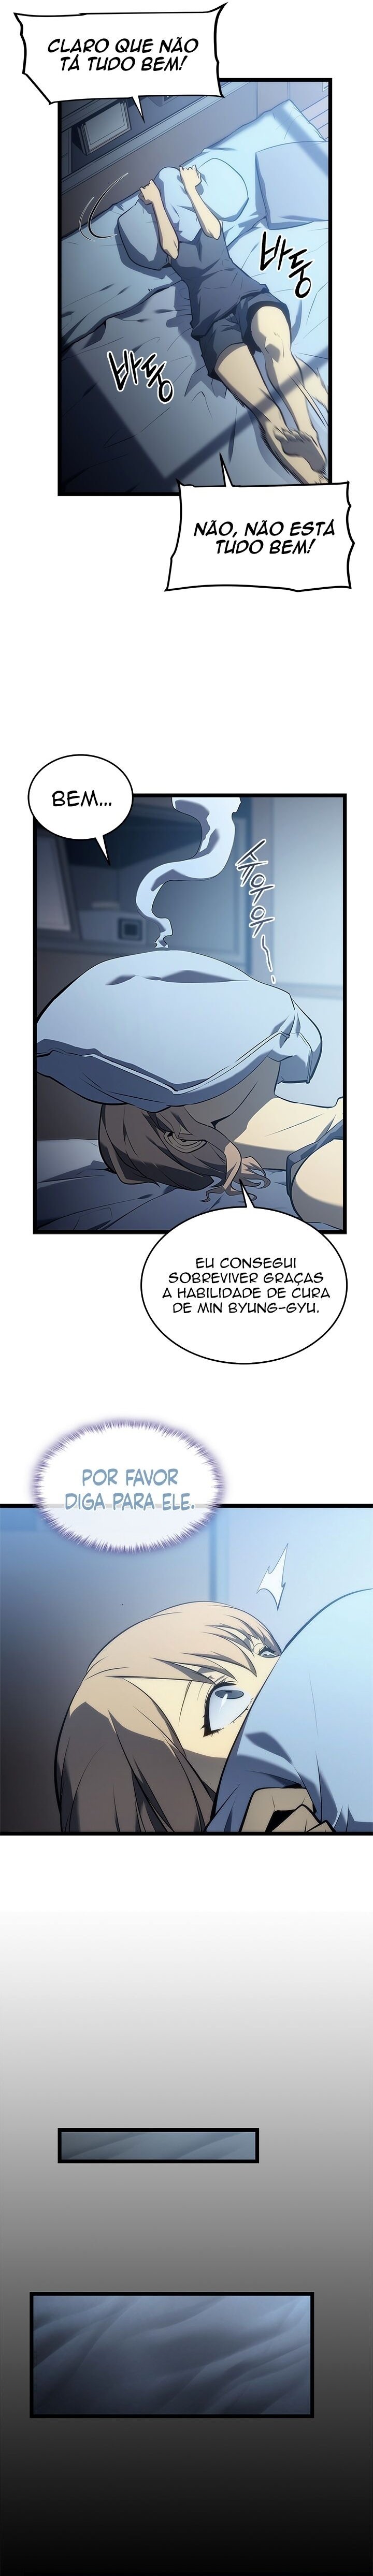 CLARO QUE NÃO
TÁ TUDO BEM!
바둥
바둥
NÃO, NÃO ESTÁ
TUDO BEM!
BEM...
EU CONSEGUI
SOBREVIVER GRAÇAS
A HABILIDADE DE CURA
DE MIN BYUNG-GYU.
POR FAVOR
DIGA PARA ELE.